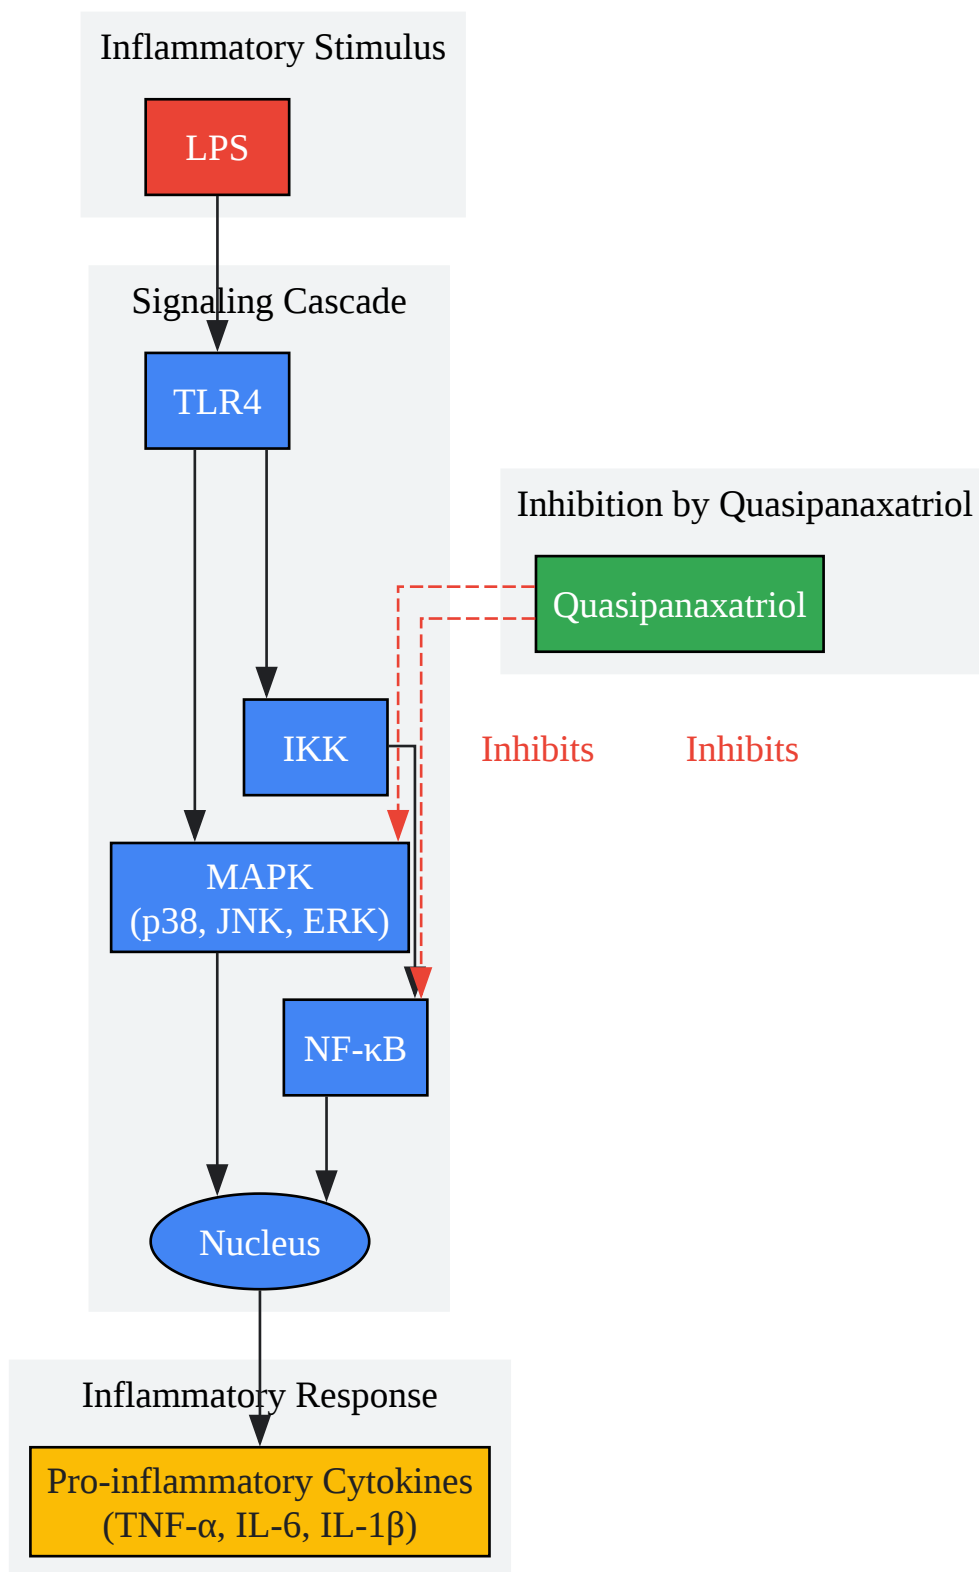 Inflammatory Stimulus
LPS
Signaling Cascade
TLR4
Inhibition by Quasipanaxatriol
Quasipanaxatriol
IKK
Inhibits
Inhibits
MAPK
(p38, JNK, ERK)
NF-κB
Nucleus
Inflammatory Response
Pro-inflammatory Cytokines
(TNF-α, IL-6, IL-1β)